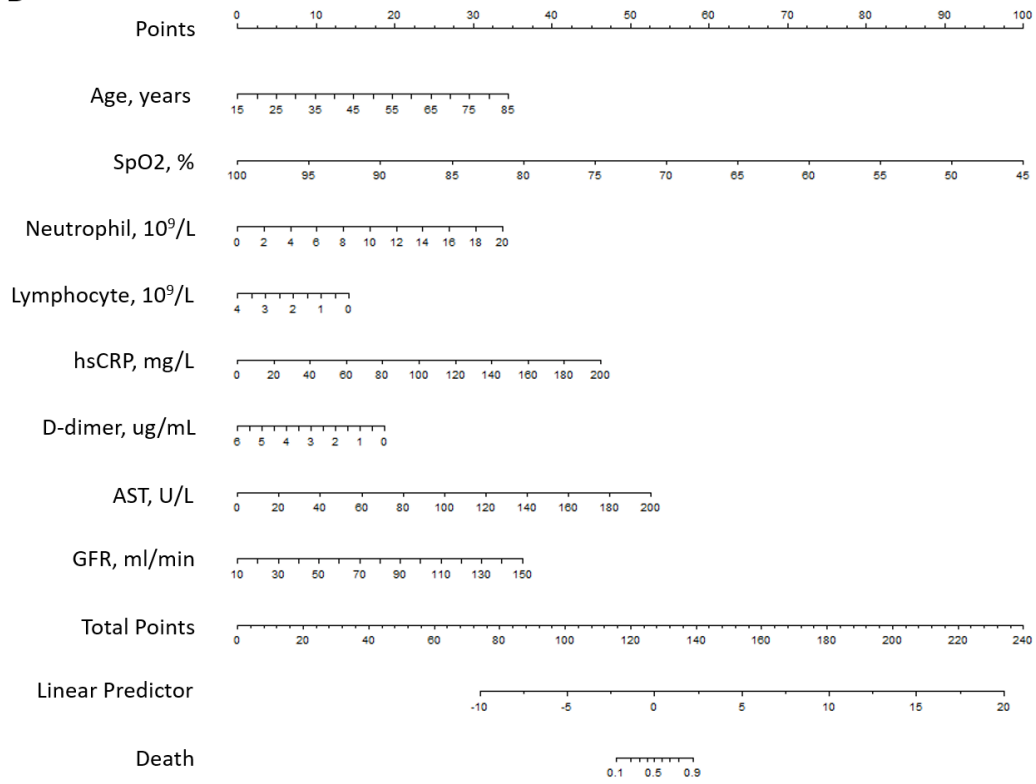 0 10 20 30 40 50 60 70 80 90 100
Points
Age, years
15 25 35 45 55 65 75 85
SpO2, %
100 95 90 85 80 75 70 65 60 55 50 45
Neutrophil, 10⁹/L
0 2 4 6 8 10 12 14 16 18 20
Lymphocyte, 10⁹/L
4 3 2 1 0
hsCRP, mg/L
0 20 40 60 80 100 120 140 160 180 200
D-dimer, ug/mL
6 5 4 3 2 1 0
AST, U/L
0 20 40 60 80 100 120 140 160 180 200
GFR, ml/min
10 30 50 70 90 110 130 150
Total Points
0 20 40 60 80 100 120 140 160 180 200 220 240
Linear Predictor
-10 -5 0 5 10 15 20
Death
0.1 0.5 0.9